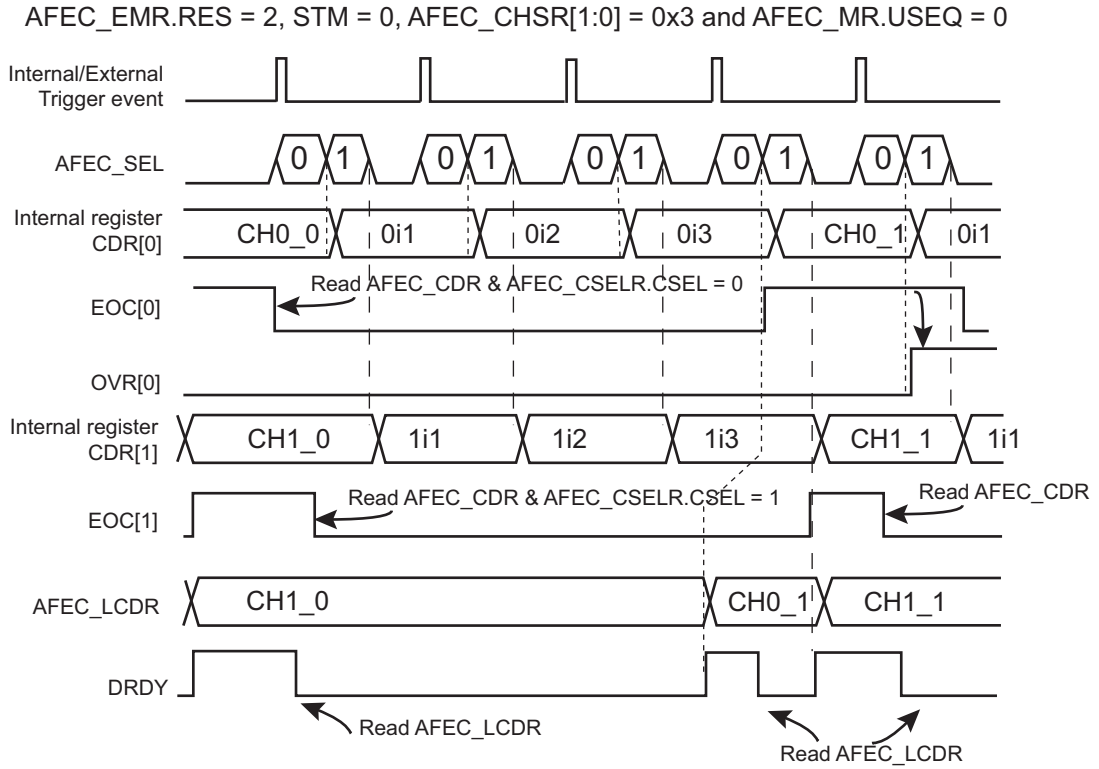 AFEC_EMR.RES = 2, STM = 0, AFEC_CHSR[1:0] = 0x3 and AFEC_MR.USEQ = 0
Internal/External
Trigger event
AFEC_SEL
0 1 0 1 0 1 0 1 0 1
Internal register
CDR[0]
CH0_0 0i1 0i2 0i3 CH0_1 0i1
Read AFEC_CDR & AFEC_CSELR.CSEL = 0
EOC[0]
OVR[0]
Internal register
CDR[1]
CH1_0 1i1 1i2 1i3 CH1_1 1i1
Read AFEC_CDR & AFEC_CSELR.CSEL = 1
Read AFEC_CDR
EOC[1]
AFEC_LCDR
CH1_0 CH0_1 CH1_1
DRDY
Read AFEC_LCDR
Read AFEC_LCDR